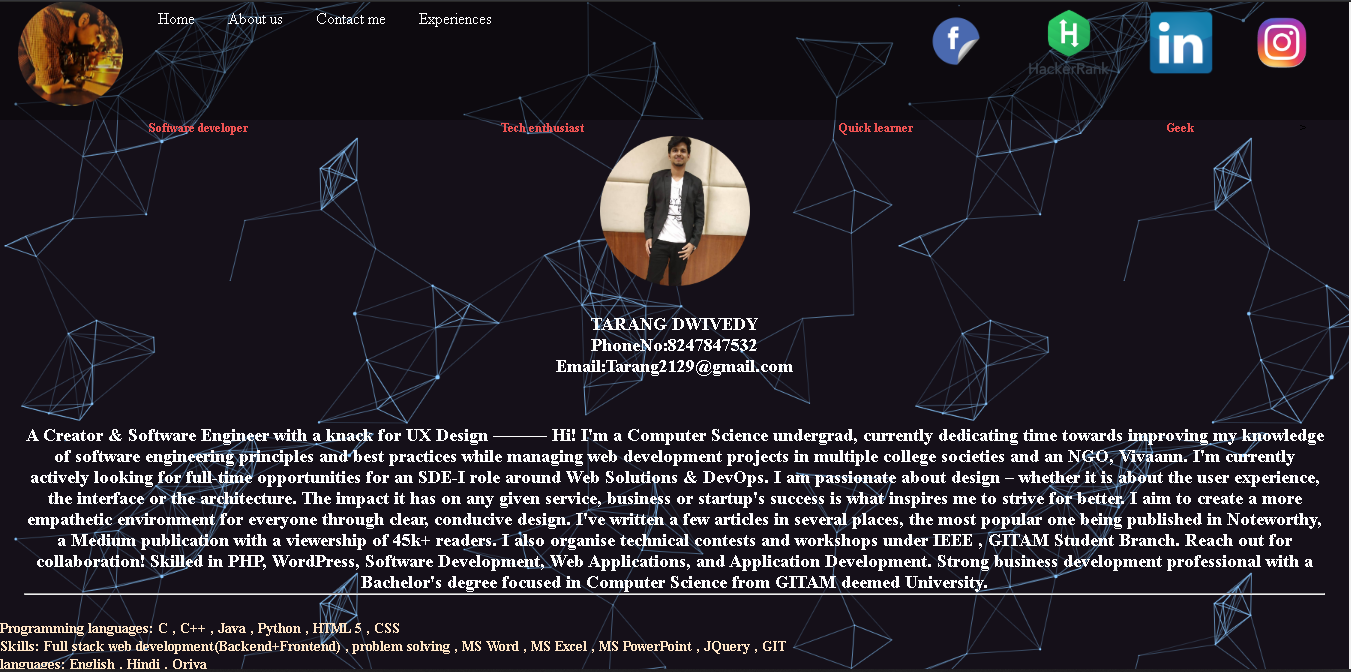 Home About us Contact me Experiences
HackerRank
Software developer Tech enthusiast Quick learner Geek >
TARANG DWIVEDY
PhoneNo:8247847532
Email:Tarang2129@gmail.com
A Creator & Software Engineer with a knack for UX Design ――― Hi! I'm a Computer Science undergrad, currently dedicating time towards improving my knowledge
of software engineering principles and best practices while managing web development projects in multiple college societies and an NGO, Vivaann. I'm currently
actively looking for full-time opportunities for an SDE-I role around Web Solutions & DevOps. I am passionate about design – whether it is about the user experience,
the interface or the architecture. The impact it has on any given service, business or startup's success is what inspires me to strive for better. I aim to create a more
empathetic environment for everyone through clear, conducive design. I've written a few articles in several places, the most popular one being published in Noteworthy,
a Medium publication with a viewership of 45k+ readers. I also organise technical contests and workshops under IEEE , GITAM Student Branch. Reach out for
collaboration! Skilled in PHP, WordPress, Software Development, Web Applications, and Application Development. Strong business development professional with a
Bachelor's degree focused in Computer Science from GITAM deemed University.
Programming languages: C , C++ , Java , Python , HTML 5 , CSS
Skills: Full stack web development(Backend+Frontend) , problem solving , MS Word , MS Excel , MS PowerPoint , JQuery , GIT
languages: English , Hindi , Oriya